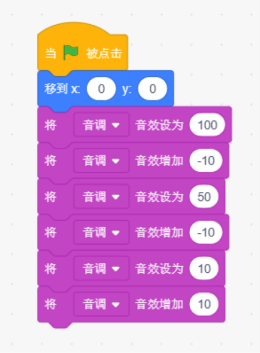 当 被点击
移到 x: 0 y: 0
将 音调 音效设为 100
将 音调 音效增加 -10
将 音调 音效设为 50
将 音调 音效增加 -10
将 音调 音效设为 10
将 音调 音效增加 10